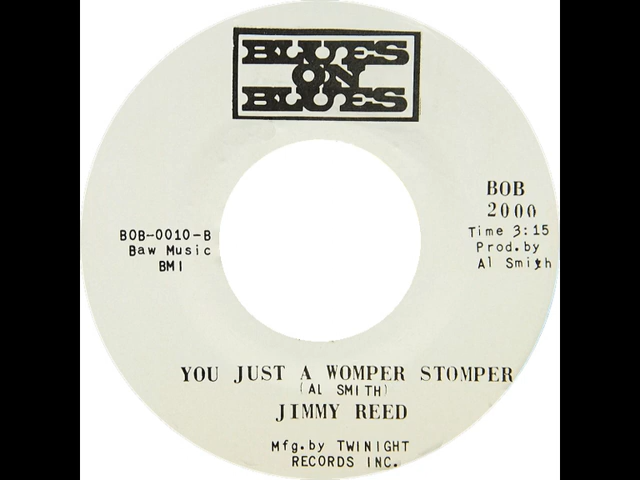 BLUES
ON
BLUES
BOB
2000
Time 3:15
Prod.by
Al Smith
BOB-0010-B
Baw Music
BMI
YOU JUST A WOMPER STOMPER
(AL SMITH)
JIMMY REED
Mfg.by TWINIGHT
RECORDS INC.